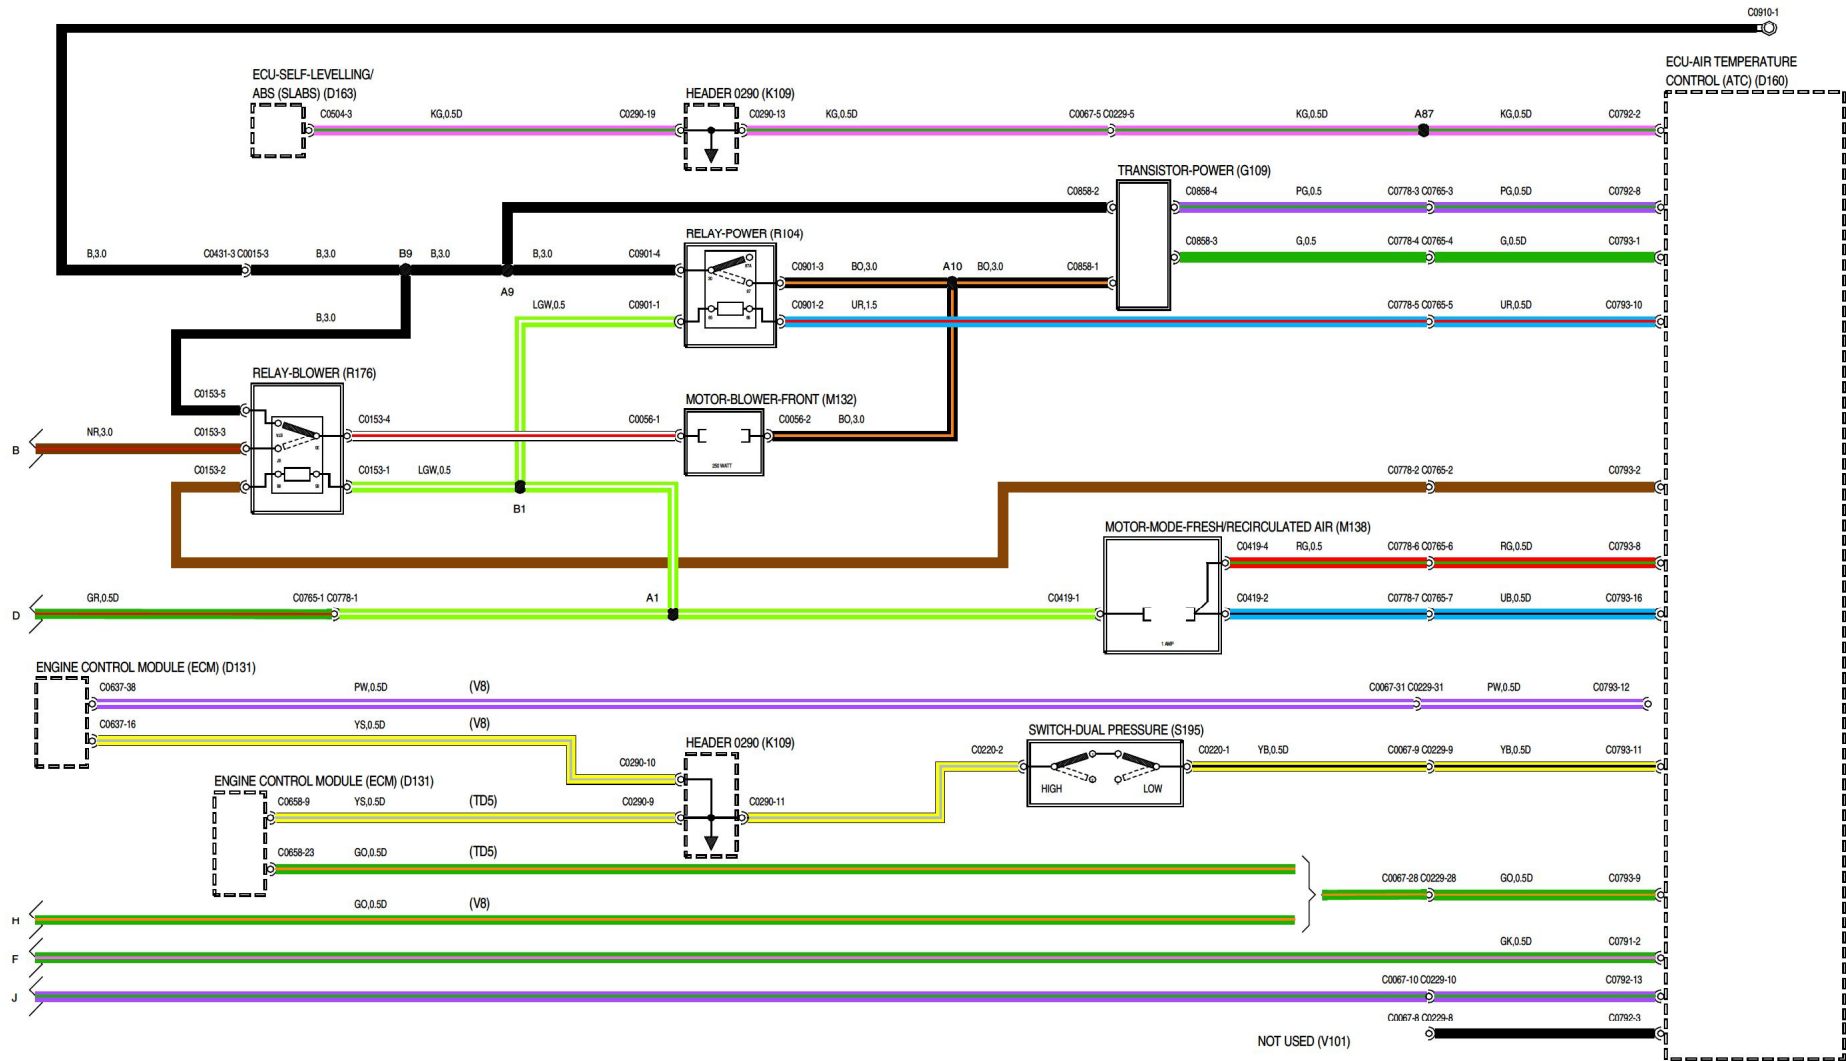 C0910-1
ECU-AIR TEMPERATURE
CONTROL (ATC) (D160)
ECU-SELF-LEVELLING/
ABS (SLABS) (D163)
HEADER 0290 (K109)
C0504-3 KG,0.5D C0290-19 C0290-13 KG,0.5D C0067-5 C0229-5 KG,0.5D A87 KG,0.5D C0792-2
TRANSISTOR-POWER (G109)
C0858-2 C0858-4 PG,0.5 C0778-3 C0765-3 PG,0.5D C0792-8
RELAY-POWER (R104)
C0858-3 G,0.5 C0778-4 C0765-4 G,0.5D C0793-1
B,3.0 C0431-3 C0015-3 B,3.0 B9 B,3.0 B,3.0 C0901-4
C0901-3 BO,3.0 A10 BO,3.0 C0858-1
A9
LGW,0.5 C0901-1 C0901-2 UR,1.5 C0778-5 C0765-5 UR,0.5D C0793-10
B,3.0
RELAY-BLOWER (R176)
C0153-5
MOTOR-BLOWER-FRONT (M132)
C0153-4 C0056-1 C0056-2 BO,3.0
B NR,3.0 C0153-3
250 WATT
C0153-2 C0153-1 LGW,0.5 C0778-2 C0765-2 C0793-2
B1
MOTOR-MODE-FRESH/RECIRCULATED AIR (M138)
C0419-4 RG,0.5 C0778-6 C0765-6 RG,0.5D C0793-8
D GR,0.5D C0765-1 C0778-1 A1 C0419-1 C0419-2 C0778-7 C0765-7 UB,0.5D C0793-16
1 AMP
ENGINE CONTROL MODULE (ECM) (D131)
C0637-38 PW,0.5D (V8) C0067-31 C0229-31 PW,0.5D C0793-12
C0637-16 YS,0.5D (V8)
SWITCH-DUAL PRESSURE (S195)
HEADER 0290 (K109)
C0220-2 C0220-1 YB,0.5D C0067-9 C0229-9 YB,0.5D C0793-11
C0290-10
HIGH LOW
ENGINE CONTROL MODULE (ECM) (D131)
C0658-9 YS,0.5D (TD5) C0290-9 C0290-11
C0658-23 GO,0.5D (TD5)
C0067-28 C0229-28 GO,0.5D C0793-9
GO,0.5D (V8)
H
GK,0.5D C0791-2
F
C0067-10 C0229-10 C0792-13
J
C0067-8 C0229-8 C0792-3
NOT USED (V101)